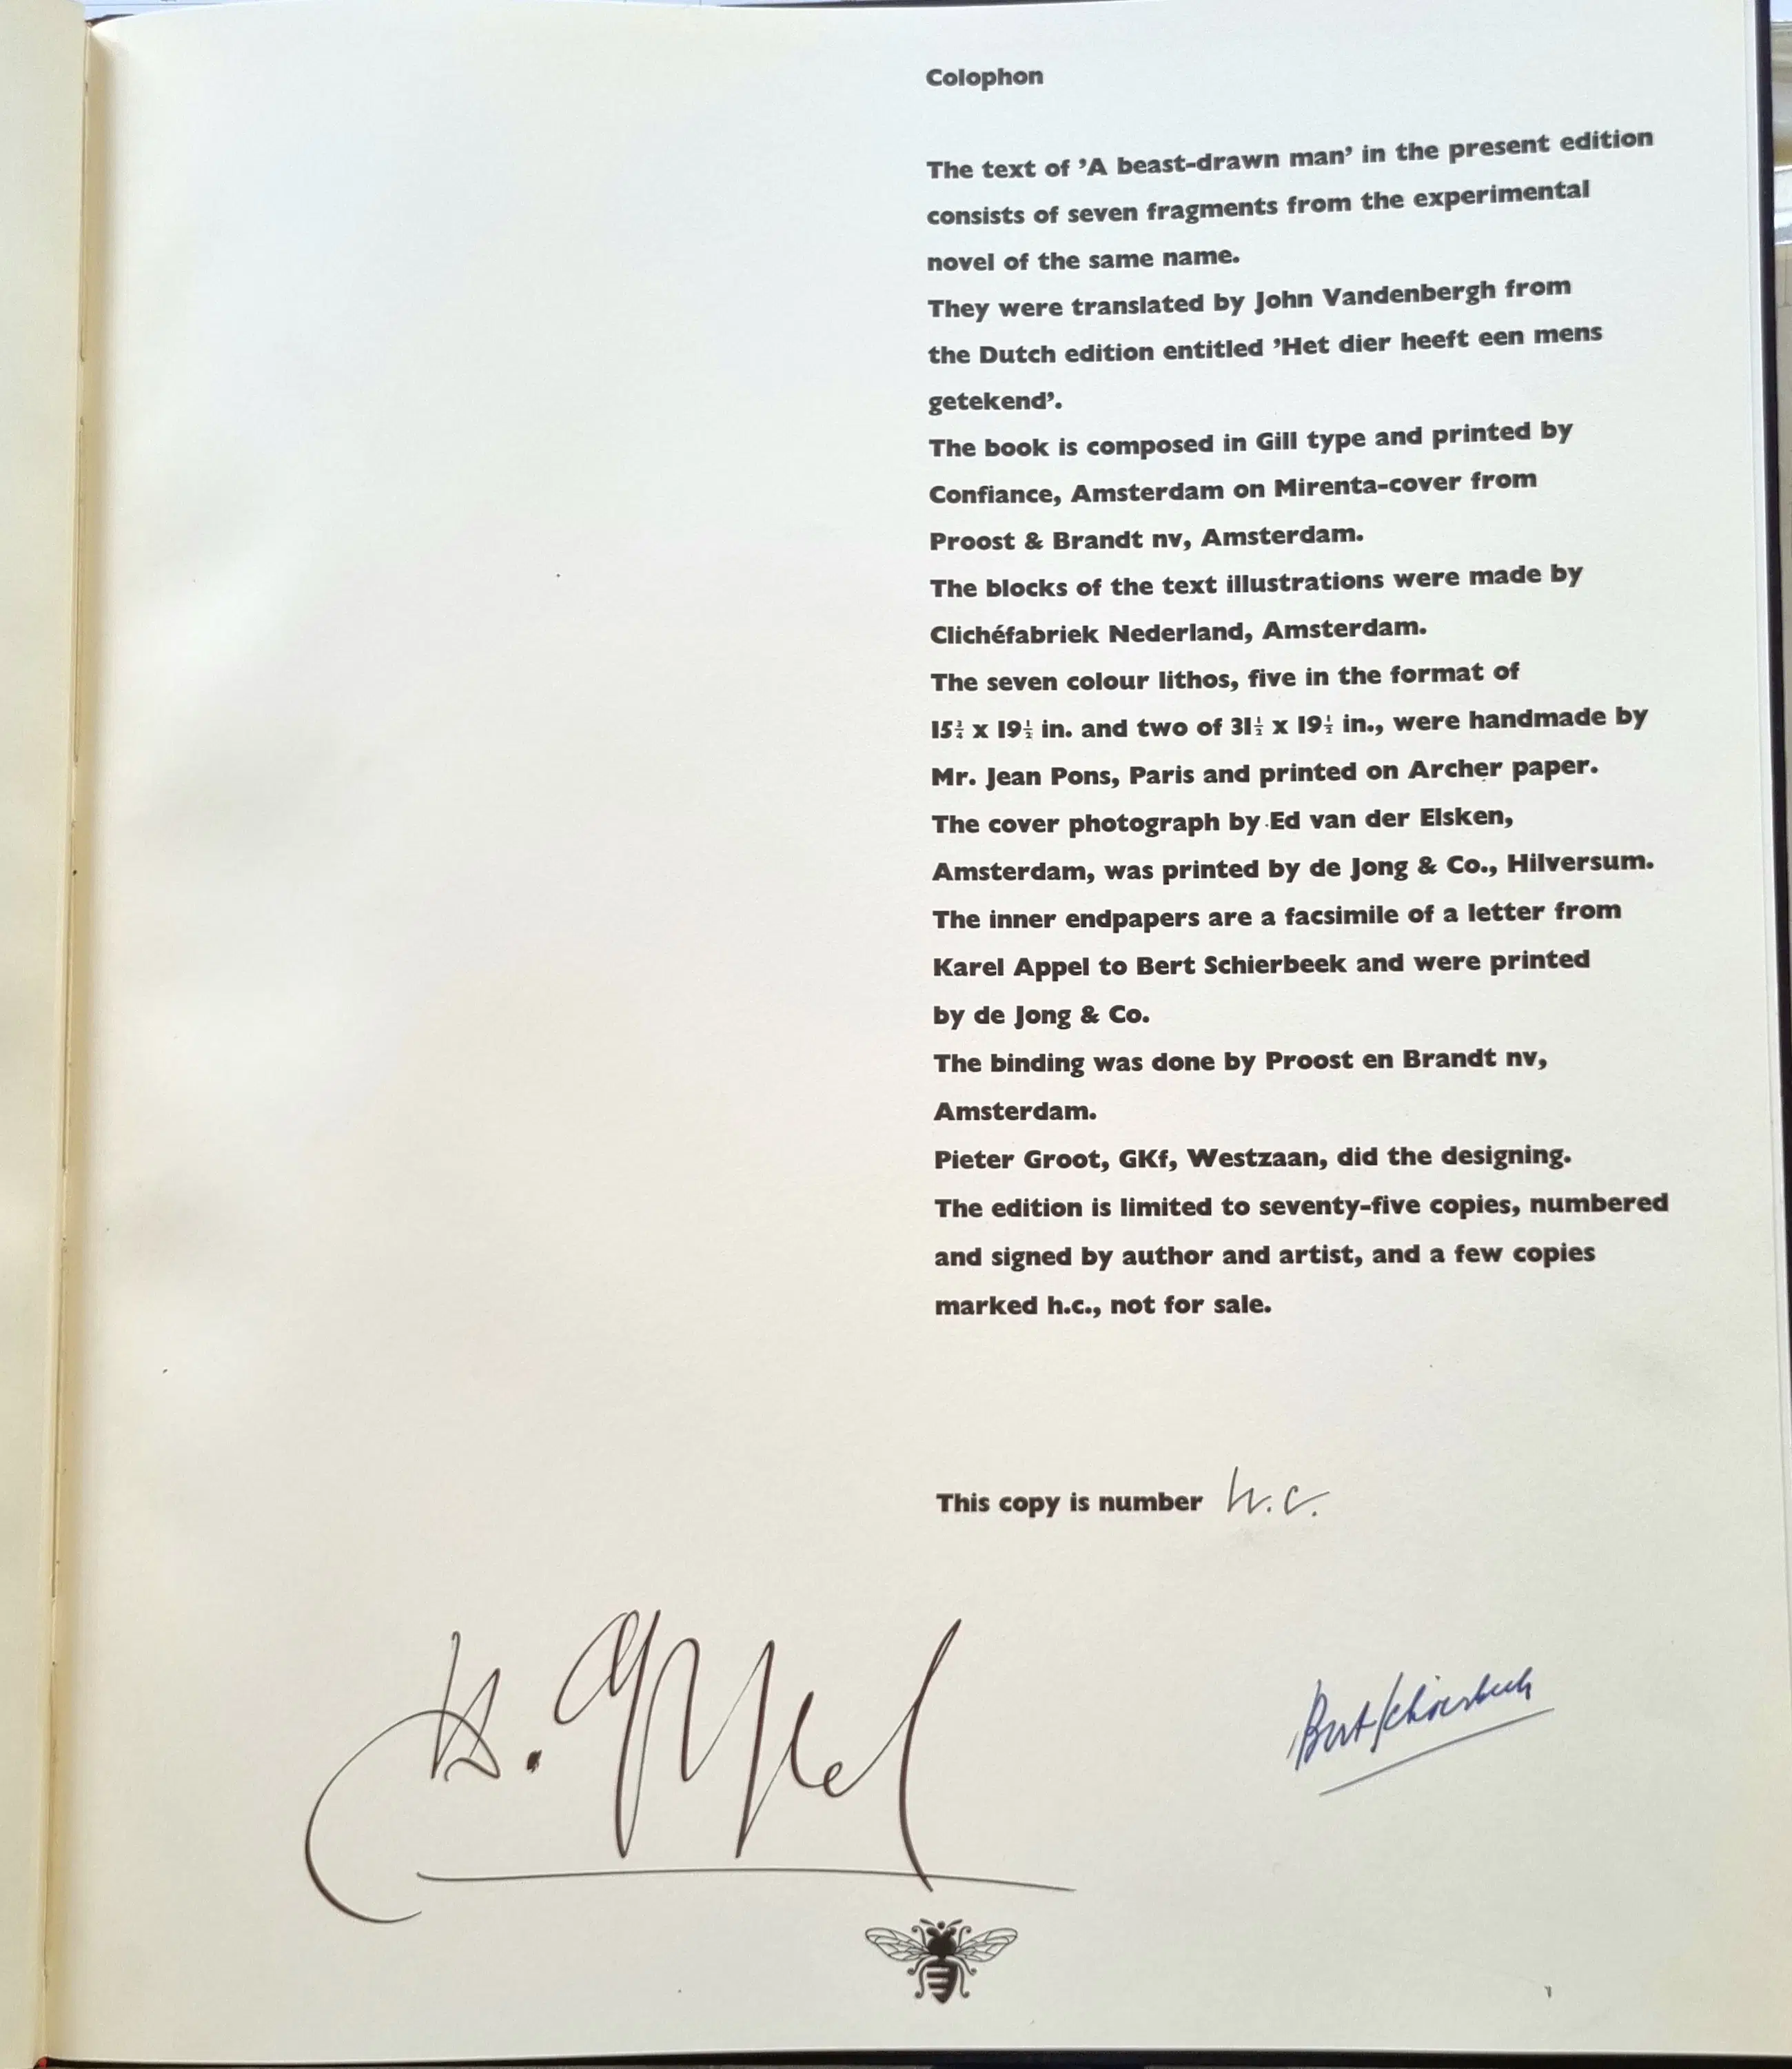 Colophon
The text of ’A beast-drawn man’ in the present edition
consists of seven fragments from the experimental
novel of the same name.
They were translated by John Vandenbergh from
the Dutch edition entitled ’Het dier heeft een mens
getekend’.
The book is composed in Gill type and printed by
Confiance, Amsterdam on Mirenta-cover from
Proost & Brandt nv, Amsterdam.
The blocks of the text illustrations were made by
Clichéfabriek Nederland, Amsterdam.
The seven colour lithos, five in the format of
15¾ x 19½ in. and two of 31½ x 19½ in., were handmade by
Mr. Jean Pons, Paris and printed on Archer paper.
The cover photograph by Ed van der Elsken,
Amsterdam, was printed by de Jong & Co., Hilversum.
The inner endpapers are a facsimile of a letter from
Karel Appel to Bert Schierbeek and were printed
by de Jong & Co.
The binding was done by Proost en Brandt nv,
Amsterdam.
Pieter Groot, GKf, Westzaan, did the designing.
The edition is limited to seventy-five copies, numbered
and signed by author and artist, and a few copies
marked h.c., not for sale.
This copy is number h.c.
K. Appel
Bert Schierbeek